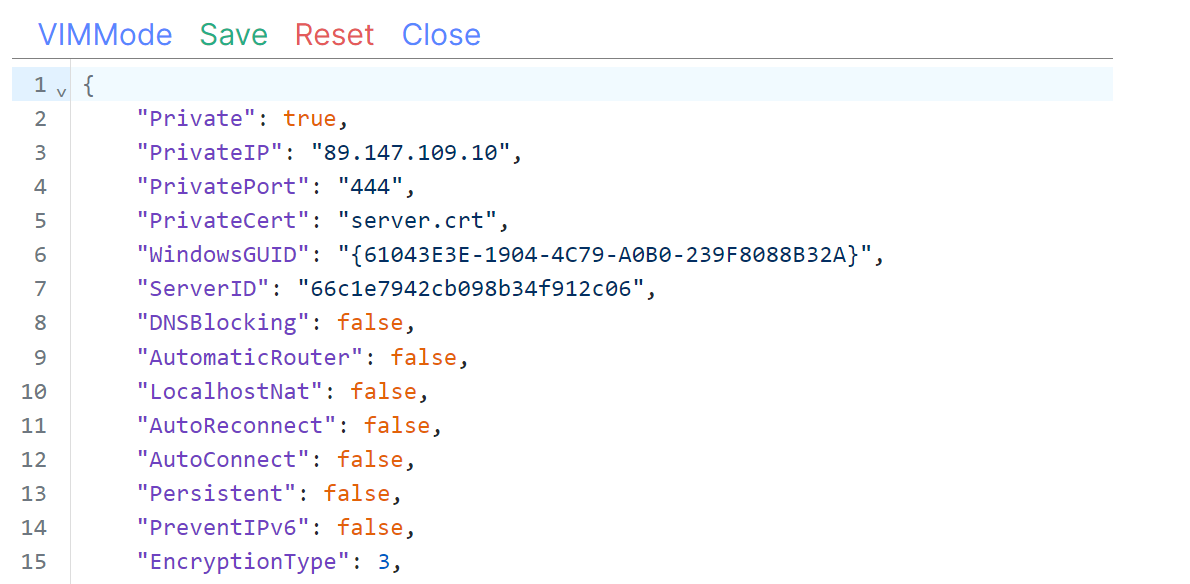 VIMMode Save Reset Close
1 {
2 "Private": true,
3 "PrivateIP": "89.147.109.10",
4 "PrivatePort": "444",
5 "PrivateCert": "server.crt",
6 "WindowsGUID": "{61043E3E-1904-4C79-A0B0-239F8088B32A}",
7 "ServerID": "66c1e7942cb098b34f912c06",
8 "DNSBlocking": false,
9 "AutomaticRouter": false,
10 "LocalhostNat": false,
11 "AutoReconnect": false,
12 "AutoConnect": false,
13 "Persistent": false,
14 "PreventIPv6": false,
15 "EncryptionType": 3,